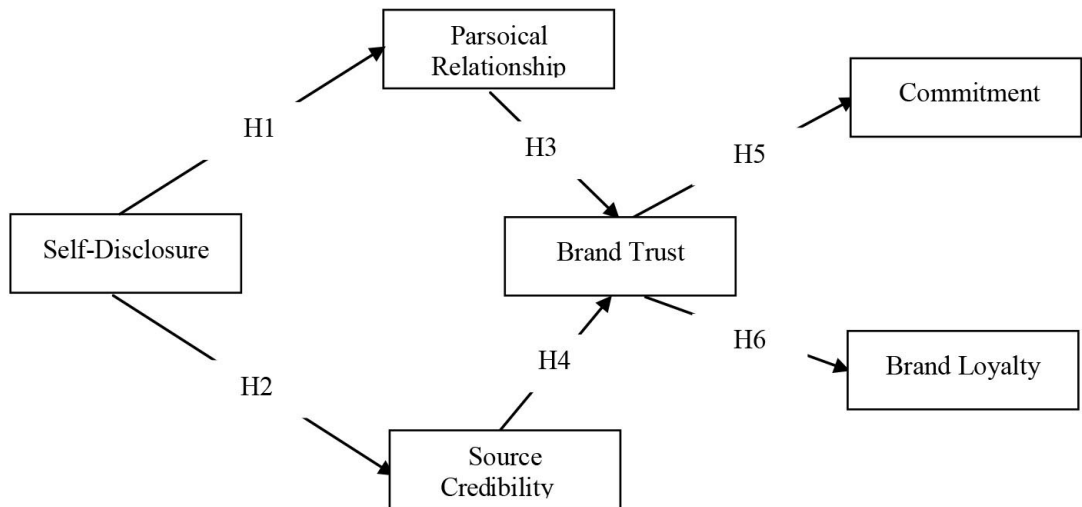 Parsoical
Relationship
Commitment
H1
H3
H5
Self-Disclosure
Brand Trust
H2
H4
H6
Brand Loyalty
Source
Credibility